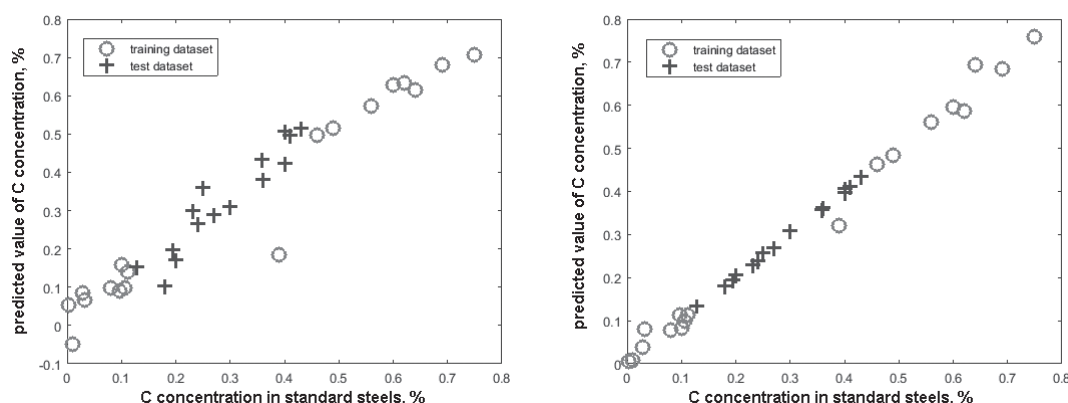 0.8
0.7
0.6
0.5
0.4
0.3
0.2
0.1
0
-0.1
predicted value of C concentration, %
training dataset
test dataset
0 0.1 0.2 0.3 0.4 0.5 0.6 0.7 0.8
C concentration in standard steels, %
0.8
0.7
0.6
0.5
0.4
0.3
0.2
0.1
0
predicted value of C concentration, %
training dataset
test dataset
0 0.1 0.2 0.3 0.4 0.5 0.6 0.7 0.8
C concentration in standard steels, %